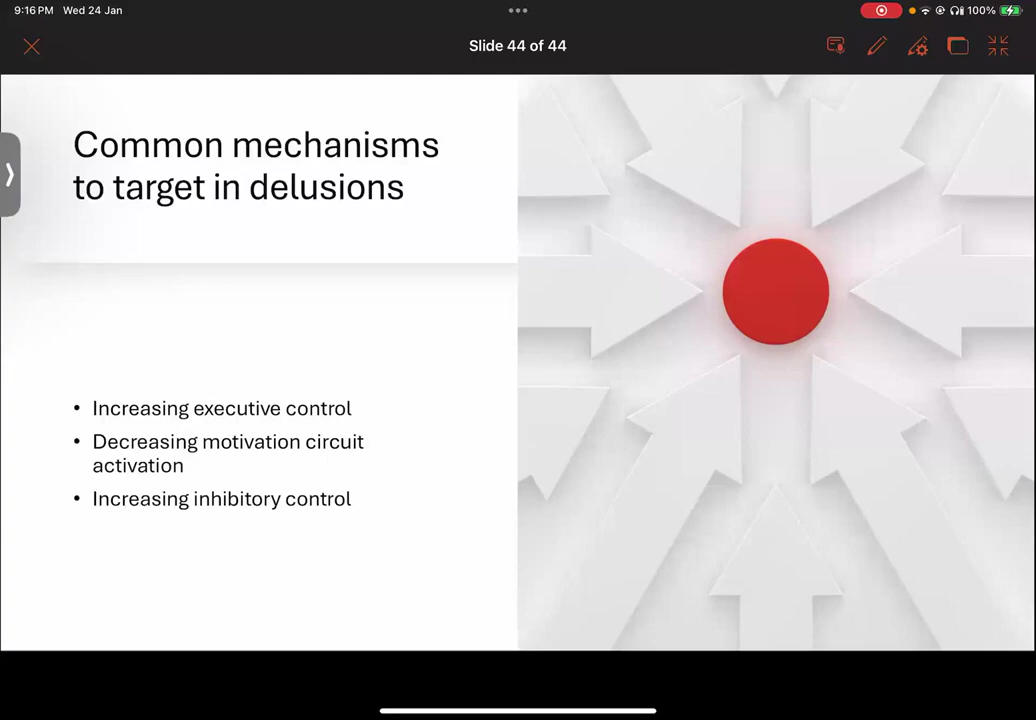 9:16 PM Wed 24 Jan
100%
Slide 44 of 44
Common mechanisms
to target in delusions
• Increasing executive control
• Decreasing motivation circuit
activation
• Increasing inhibitory control